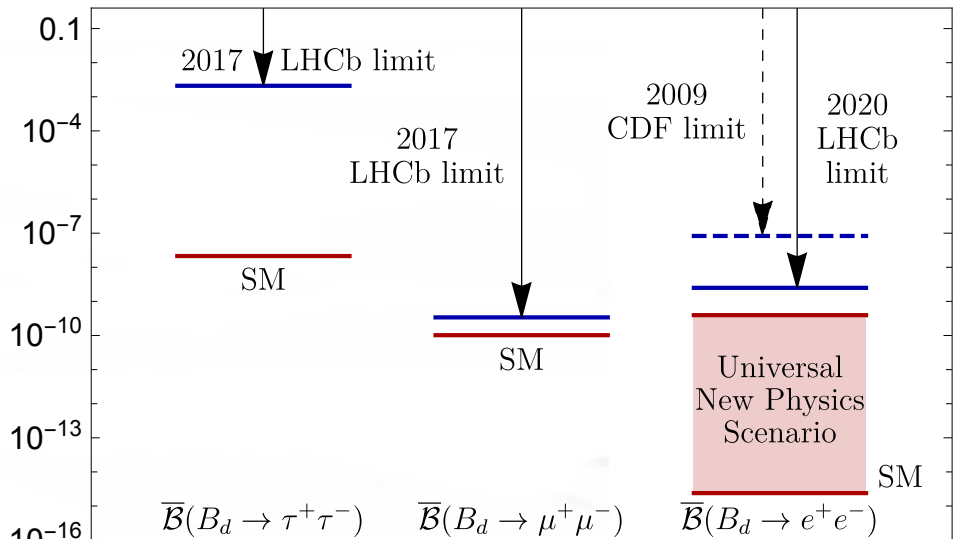 0.1
10⁻⁴
10⁻⁷
10⁻¹⁰
10⁻¹³
10⁻¹⁶
2017 LHCb limit
SM
2017
LHCb limit
SM
2009
CDF limit
2020
LHCb
limit
Universal
New Physics
Scenario
SM
B̅(B_d → τ⁺τ⁻)
B̅(B_d → μ⁺μ⁻)
B̅(B_d → e⁺e⁻)